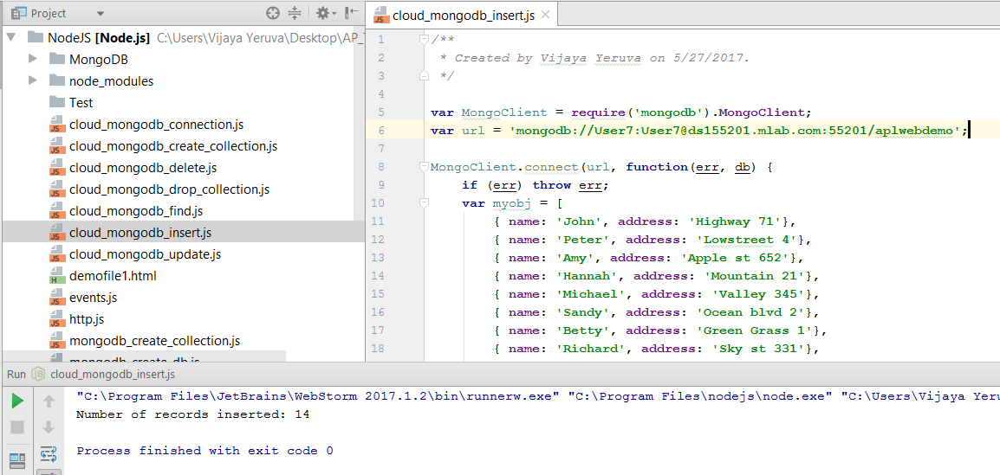 Project
NodeJS [Node.js] C:\Users\Vijaya Yeruva\Desktop\AP_
MongoDB
node_modules
Test
cloud_mongodb_connection.js
cloud_mongodb_create_collection.js
cloud_mongodb_delete.js
cloud_mongodb_drop_collection.js
cloud_mongodb_find.js
cloud_mongodb_insert.js
cloud_mongodb_update.js
demofile1.html
events.js
http.js
mongodb_create_collection.js
mongodb_create_db.js
cloud_mongodb_insert.js
1 /**
2 * Created by Vijaya Yeruva on 5/27/2017.
3 */
4
5 var MongoClient = require('mongodb').MongoClient;
6 var url = 'mongodb://User7:User7@ds155201.mlab.com:55201/aplwebdemo';
7
8 MongoClient.connect(url, function(err, db) {
9 if (err) throw err;
10 var myobj = [
11 { name: 'John', address: 'Highway 71'},
12 { name: 'Peter', address: 'Lowstreet 4'},
13 { name: 'Amy', address: 'Apple st 652'},
14 { name: 'Hannah', address: 'Mountain 21'},
15 { name: 'Michael', address: 'Valley 345'},
16 { name: 'Sandy', address: 'Ocean blvd 2'},
17 { name: 'Betty', address: 'Green Grass 1'},
18 { name: 'Richard', address: 'Sky st 331'},
Run cloud_mongodb_insert.js
"C:\Program Files\JetBrains\WebStorm 2017.1.2\bin\runnerw.exe" "C:\Program Files\nodejs\node.exe" "C:\Users\Vijaya Yeru
Number of records inserted: 14
Process finished with exit code 0